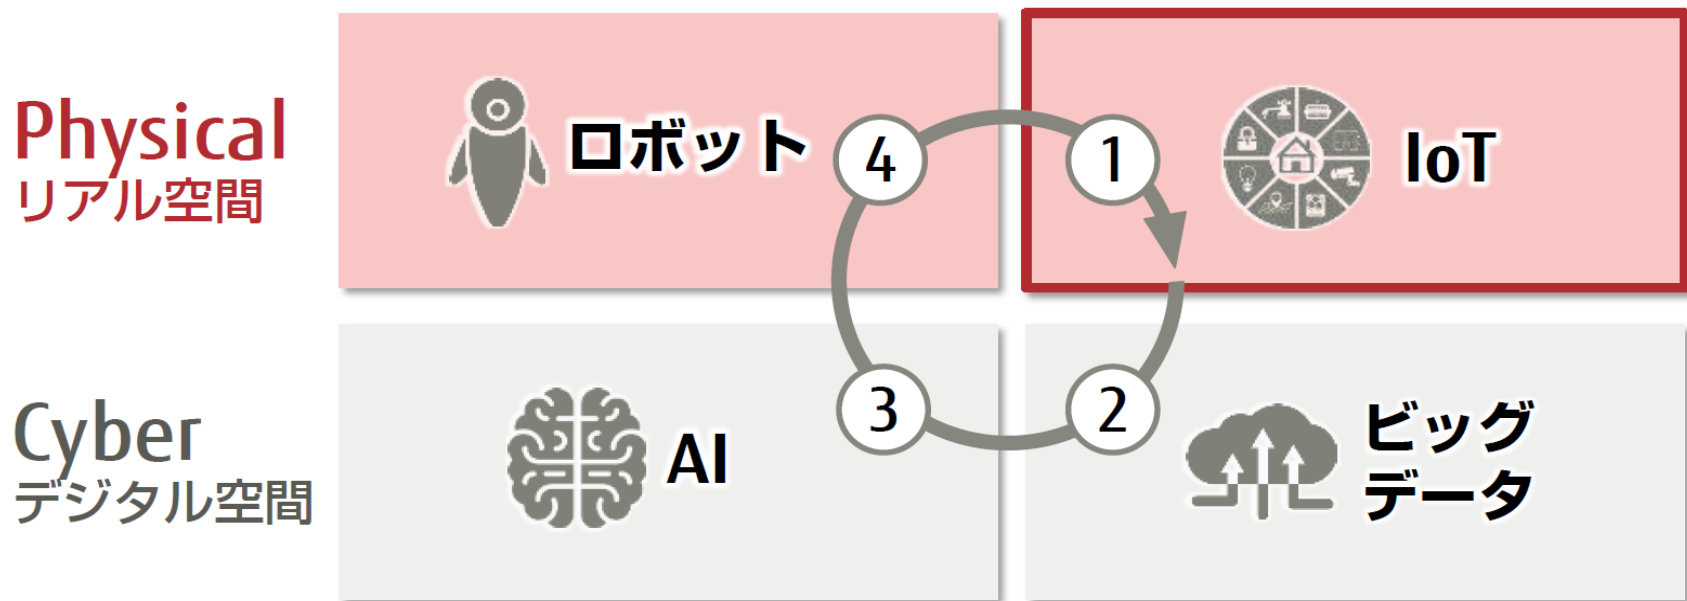 Physical
リアル空間
ロボット
4
1
IoT
Cyber
デジタル空間
AI
3
2
ビッグ
データ